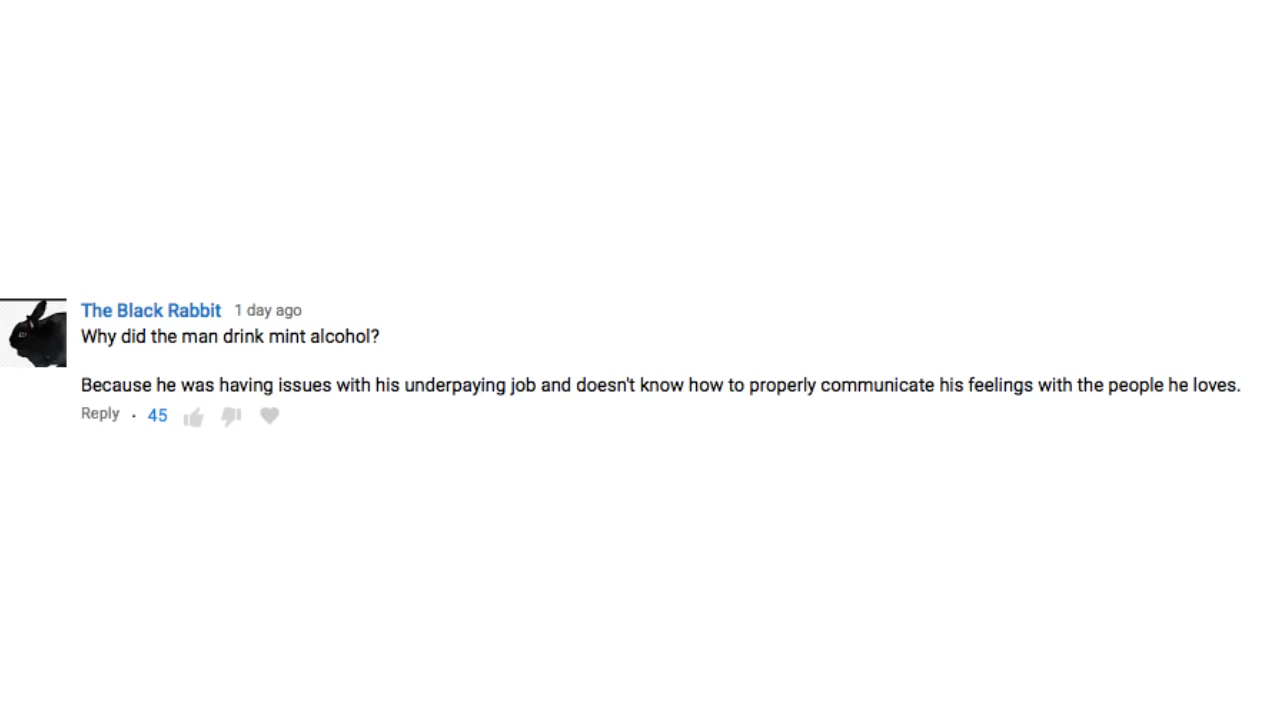 The Black Rabbit 1 day ago
Why did the man drink mint alcohol?
Because he was having issues with his underpaying job and doesn't know how to properly communicate his feelings with the people he loves.
Reply · 45